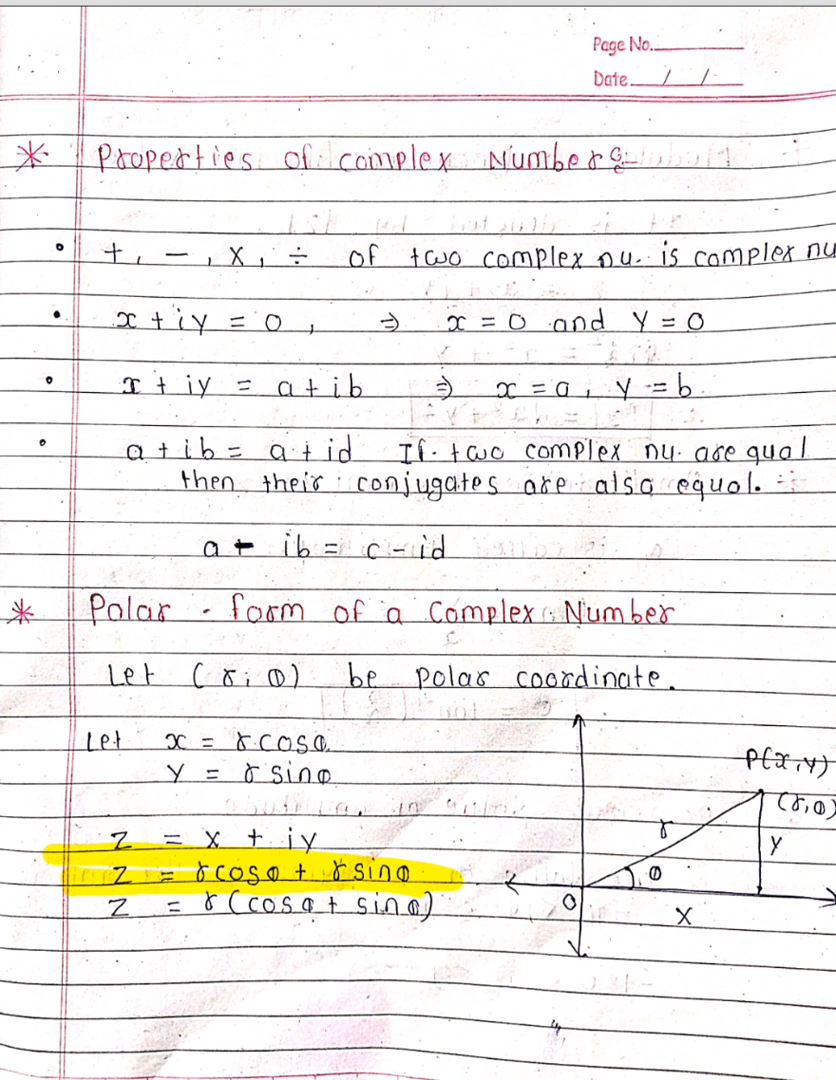 Page No.
Date / /
* Properties of complex Numbers:-
• +, -, x, ÷ of two complex nu. is complex nu
• x + iy = 0, ⇒ x = 0 and y = 0
• x + iy = a + ib ⇒ x = a, y = b
• a + ib = a + id If two complex nu. are qual
then their conjugates are also equal.
a - ib = c - id
* Polar - form of a Complex Number
Let (r, θ) be polar coordinate.
Let x = r cosθ
y = r sinθ
P(x, y)
(r, θ)
r
y
z = x + iy
z = r cosθ + r sinθ
θ
z = r (cosθ + sinθ)
O
x